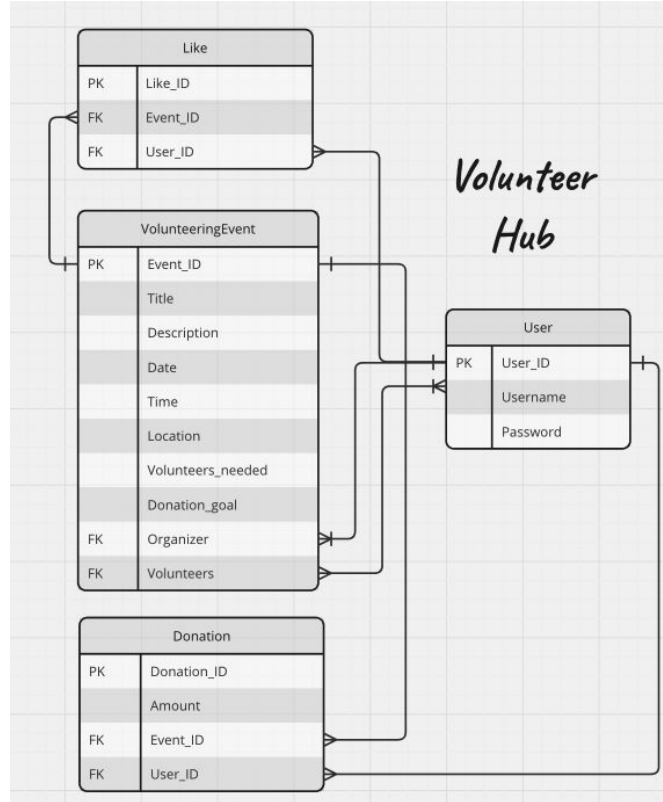 Like
PK Like_ID
FK Event_ID
FK User_ID
Volunteer
Hub
VolunteeringEvent
PK Event_ID
Title
Description
Date
Time
Location
Volunteers_needed
Donation_goal
FK Organizer
FK Volunteers
User
PK User_ID
Username
Password
Donation
PK Donation_ID
Amount
FK Event_ID
FK User_ID